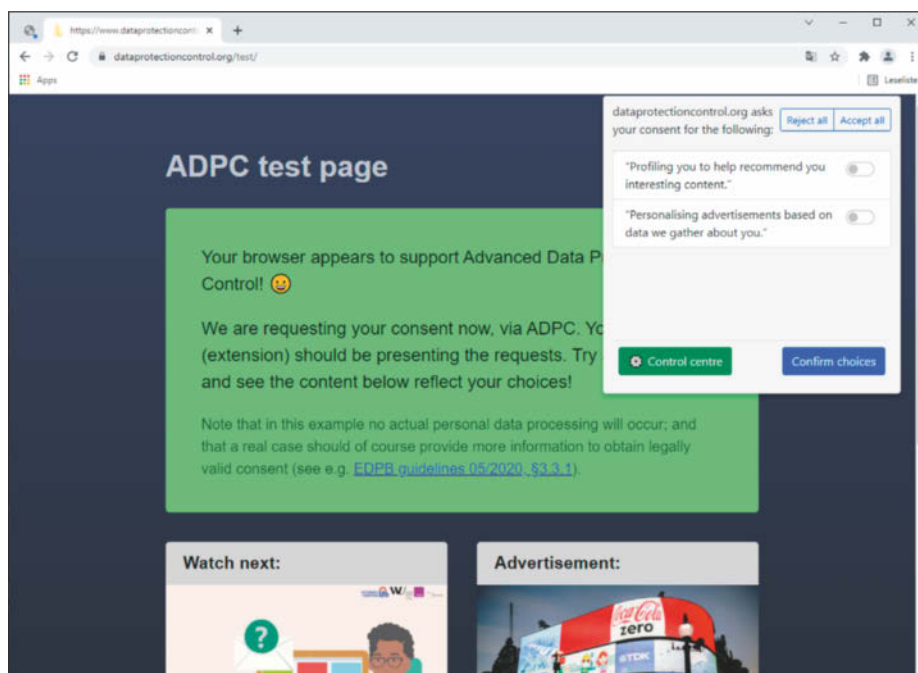 https://www.dataprotectioncontr
dataprotectioncontrol.org/test/
Apps
Leseliste
dataprotectioncontrol.org asks
your consent for the following:
Reject all
Accept all
"Profiling you to help recommend you
interesting content."
"Personalising advertisements based on
data we gather about you."
Control centre
Confirm choices
ADPC test page
Your browser appears to support Advanced Data P
Control! 😀
We are requesting your consent now, via ADPC. Yo
(extension) should be presenting the requests. Try
and see the content below reflect your choices!
Note that in this example no actual personal data processing will occur; and
that a real case should of course provide more information to obtain legally
valid consent (see e.g. EDPB guidelines 05/2020, §3.3.1).
Watch next:
W/
?
Advertisement:
Coca-Cola
zero
TDK